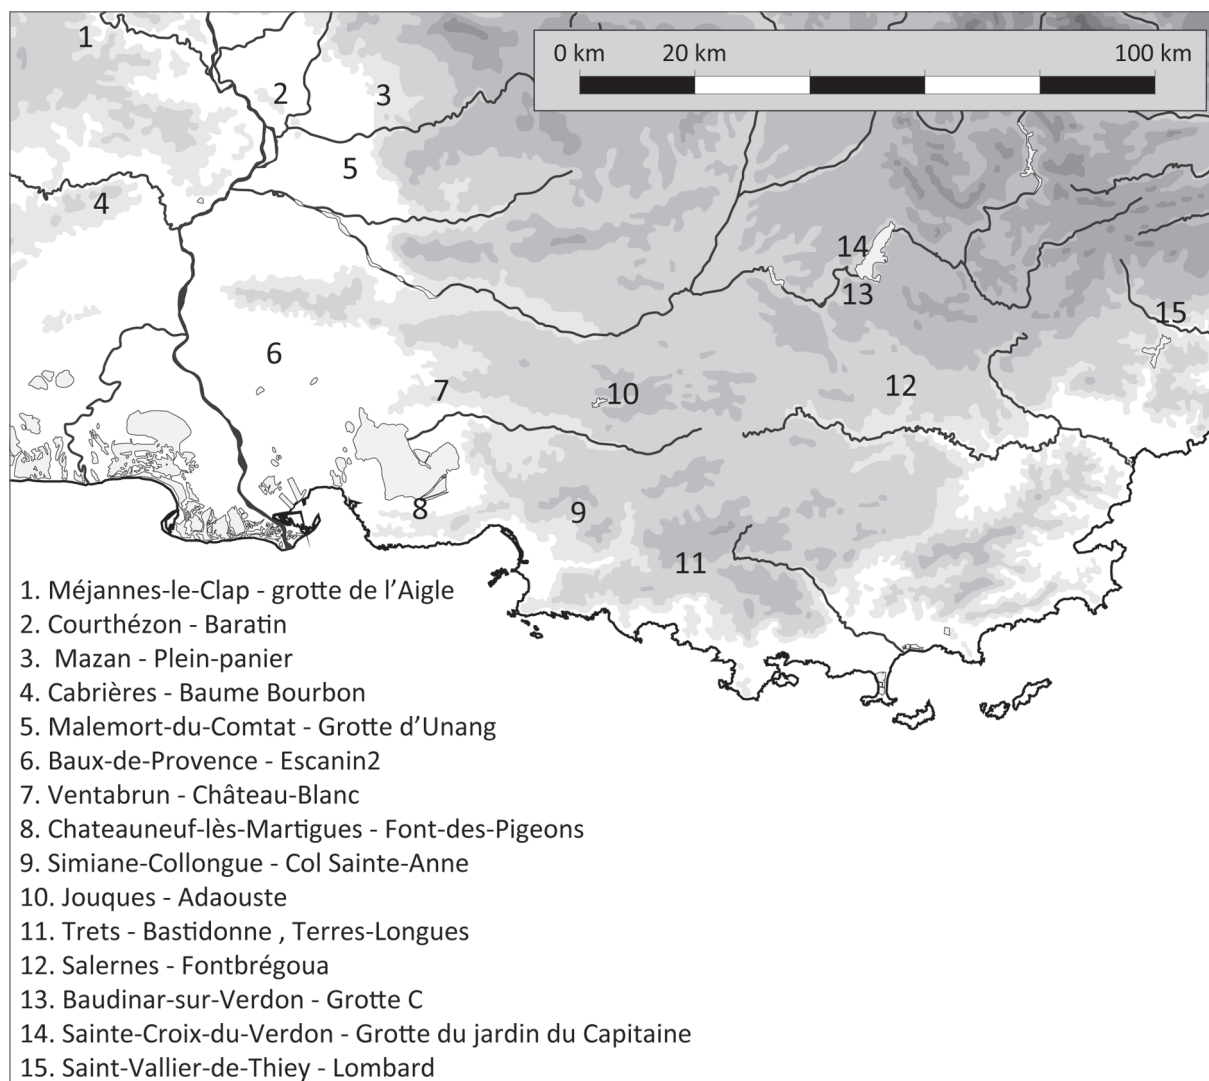 1
0 km 20 km 100 km
2
3
5
4
14
13
15
6
7
10
12
8
9
11
1. Méjannes-le-Clap - grotte de l'Aigle
2. Courthézon - Baratin
3. Mazan - Plein-panier
4. Cabrières - Baume Bourbon
5. Malemort-du-Comtat - Grotte d'Unang
6. Baux-de-Provence - Escanin2
7. Ventabrun - Château-Blanc
8. Chateauneuf-lès-Martigues - Font-des-Pigeons
9. Simiane-Collongue - Col Sainte-Anne
10. Jouques - Adaouste
11. Trets - Bastidonne , Terres-Longues
12. Salernes - Fontbrégoua
13. Baudinar-sur-Verdon - Grotte C
14. Sainte-Croix-du-Verdon - Grotte du jardin du Capitaine
15. Saint-Vallier-de-Thiey - Lombard